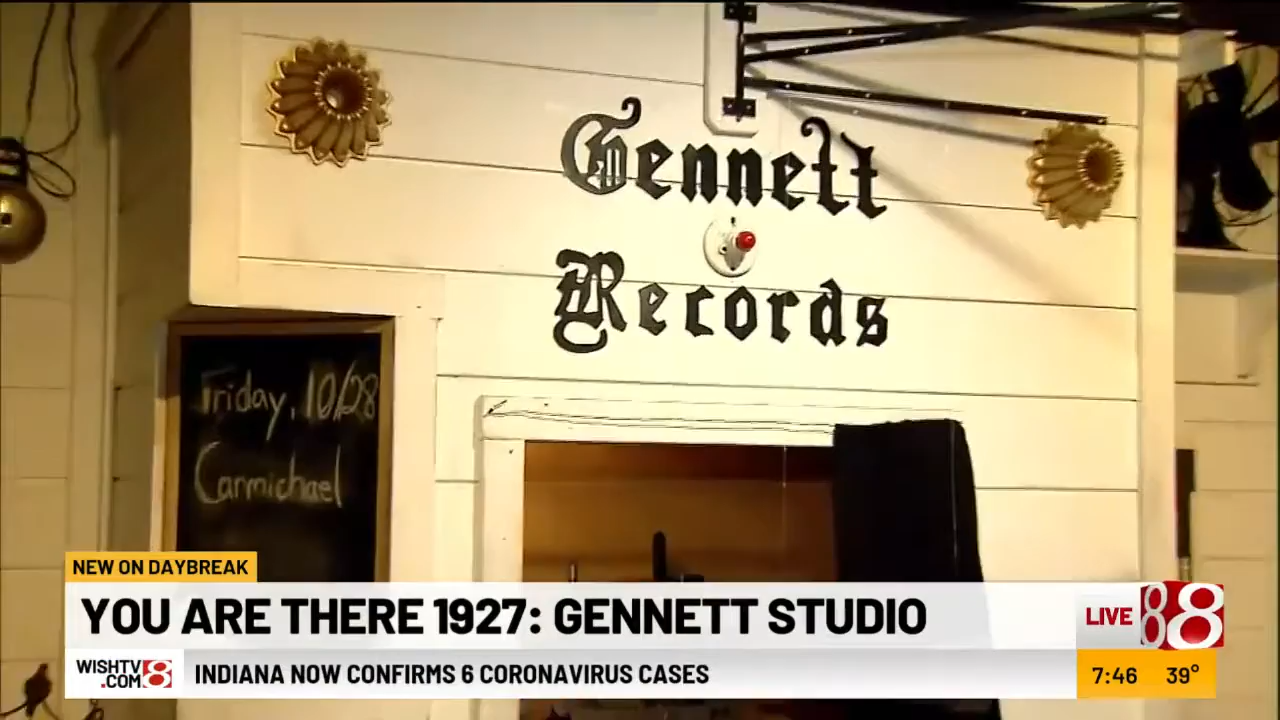 Gennett
Records
Friday, 10/28
Carmichael
NEW ON DAYBREAK
YOU ARE THERE 1927: GENNETT STUDIO
LIVE
8
WISHTV
.COM 8
INDIANA NOW CONFIRMS 6 CORONAVIRUS CASES
7:46 39°